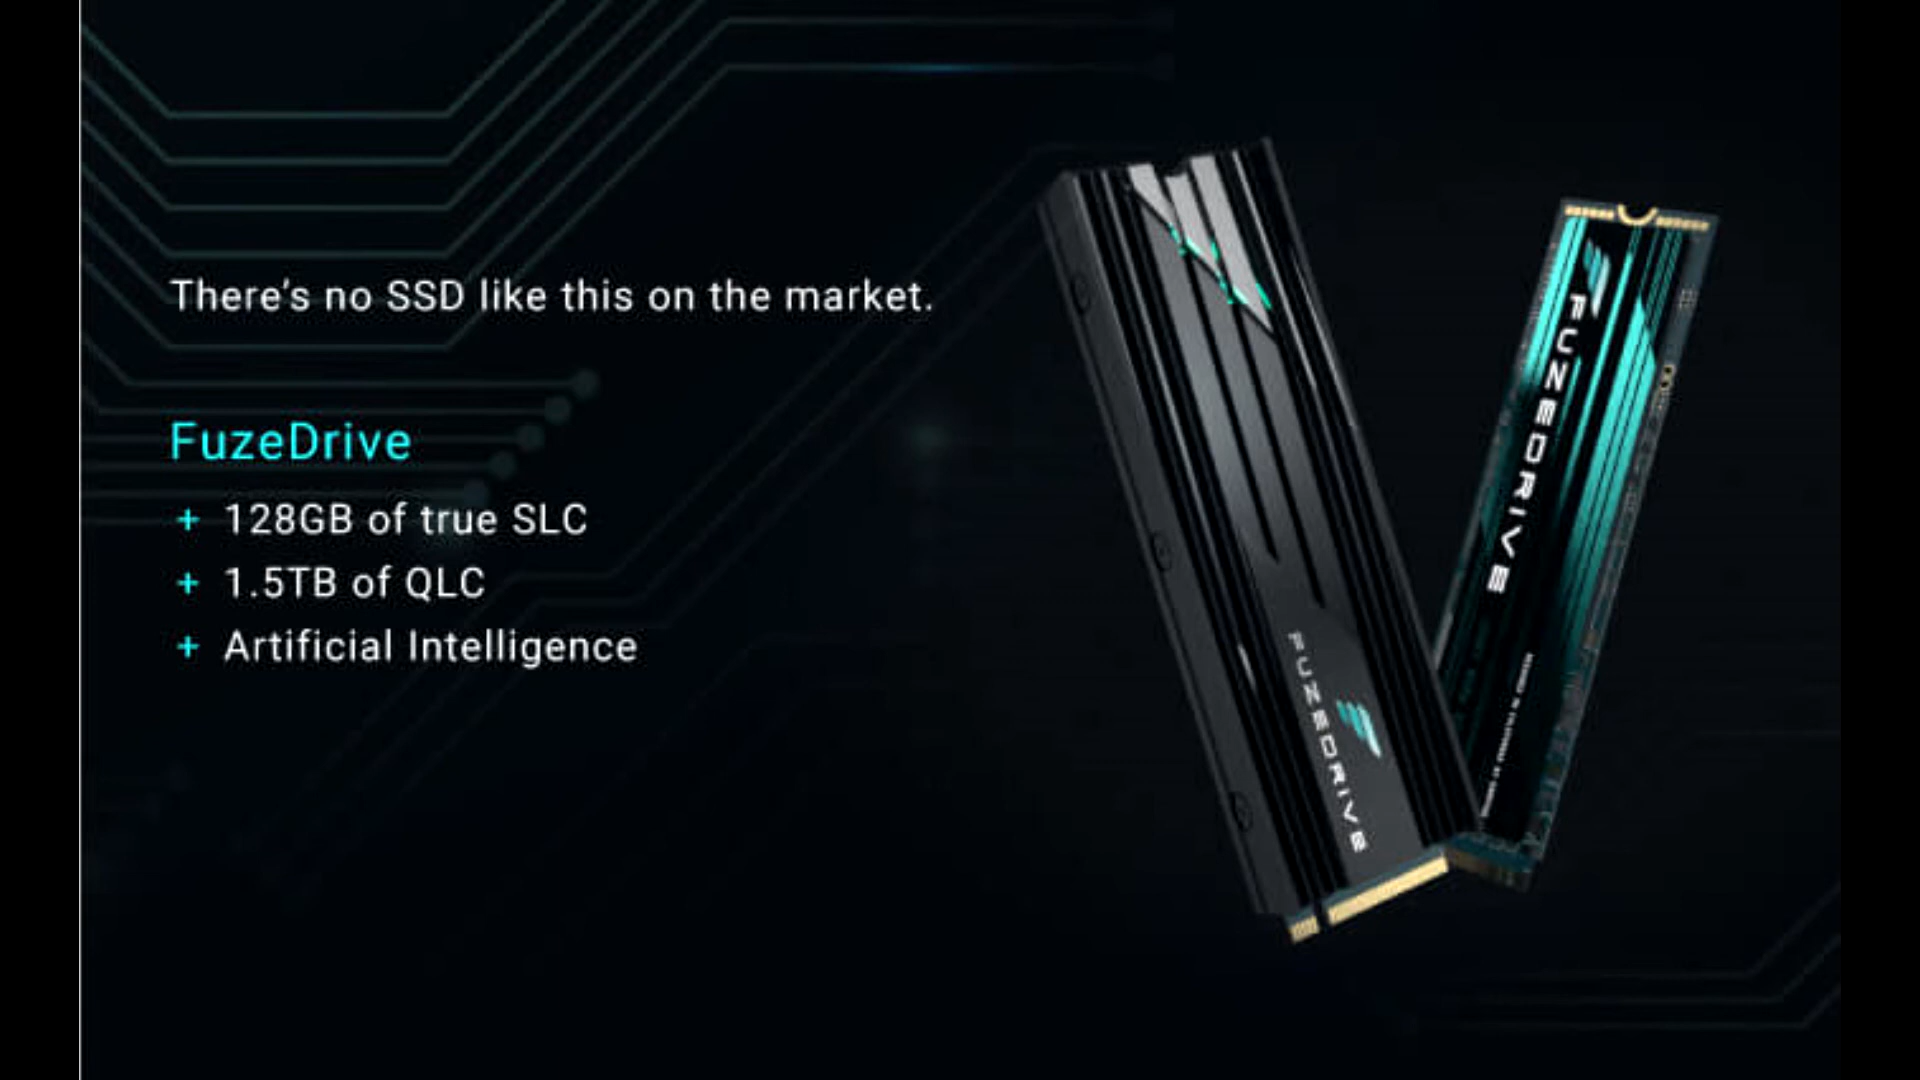 There's no SSD like this on the market.
FuzeDrive
+ 128GB of true SLC
+ 1.5TB of QLC
+ Artificial Intelligence
FUZEDRIVE
FUZEDRIVE